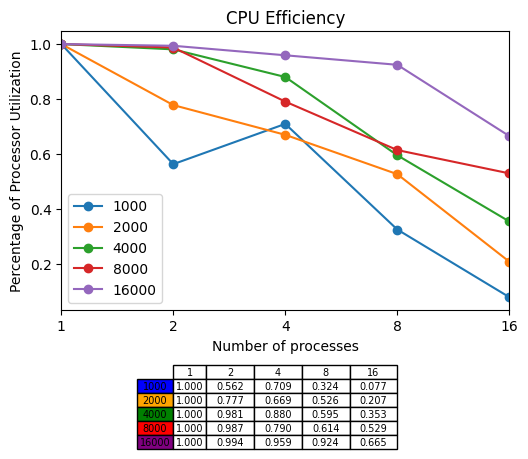 CPU Efficiency
Percentage of Processor Utilization
1.0
0.8
0.6
0.4
0.2
1000
2000
4000
8000
16000
1 2 4 8 16
Number of processes
1 2 4 8 16
1000 1.000 0.562 0.709 0.324 0.077
2000 1.000 0.777 0.669 0.526 0.207
4000 1.000 0.981 0.880 0.595 0.353
8000 1.000 0.987 0.790 0.614 0.529
16000 1.000 0.994 0.959 0.924 0.665